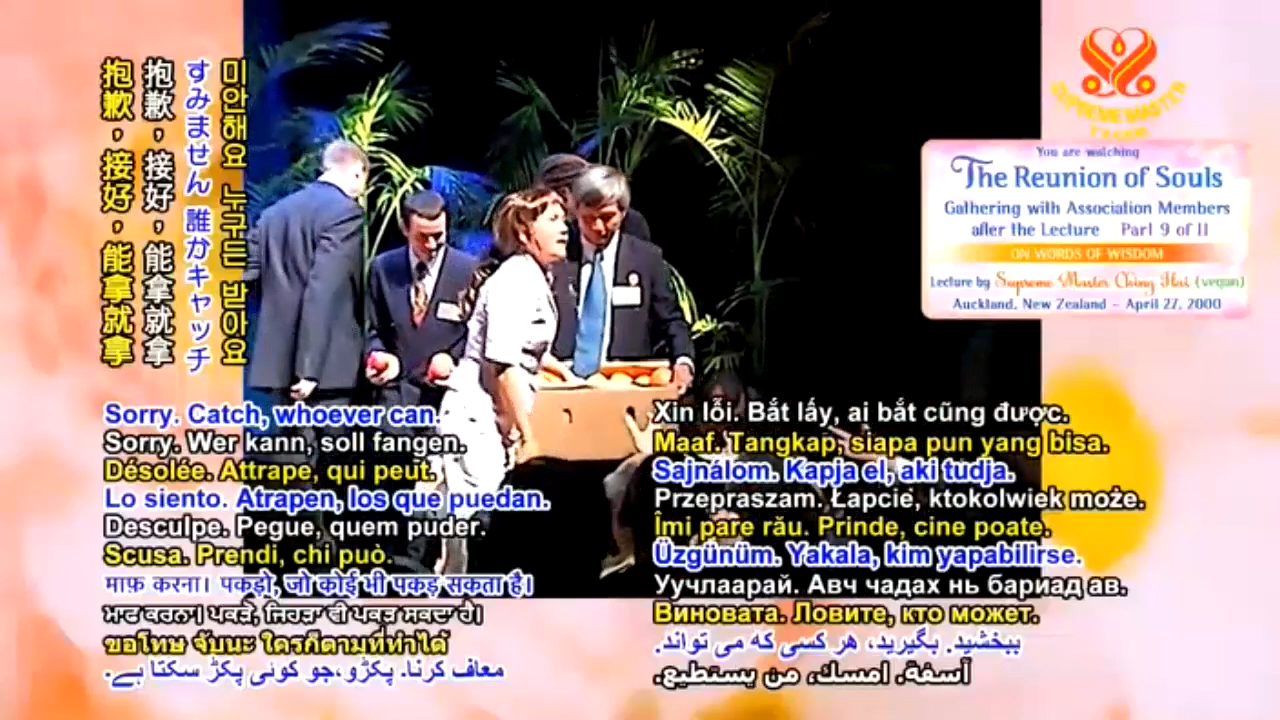 抱歉，接好，能拿就拿
抱歉，接好，能拿就拿
すみません 誰かキャッチ
미안해요 누구든 받아요
SUPREME MASTER
You are watching
The Reunion of Souls
Gathering with Association Members
after the Lecture Part 9 of 11
ON WORDS OF WISDOM
Lecture by Supreme Master Ching Hai (vegan)
Auckland, New Zealand – April 27, 2000
Sorry. Catch, whoever can.
Sorry. Wer kann, soll fangen.
Désolée. Attrape, qui peut.
Lo siento. Atrapen, los que puedan.
Desculpe. Pegue, quem puder.
Scusa. Prendi, chi può.
माफ़ करना। पकड़ो, जो कोई भी पकड़ सकता है।
ਮਾਫ ਕਰਨਾ। ਪਕੜੋ, ਜਿਹੜਾ ਵੀ ਪਕੜ ਸਕਦਾ ਹੈ।
ขอโทษ จับนะ ใครก็ตามที่ทำได้
معاف کرنا. پکڑو،جو کوئی پکڑ سکتا ہے.
Xin lỗi. Bắt lấy, ai bắt cũng được.
Maaf. Tangkap, siapa pun yang bisa.
Sajnálom. Kapja el, aki tudja.
Przepraszam. Łapcie, ktokolwiek może.
Îmi pare rău. Prinde, cine poate.
Üzgünüm. Yakala, kim yapabilirse.
Уучлаарай. Авч чадах нь бариад ав.
Виновата. Ловите, кто может.
ببخشید. بگیرید، هر کسی که می تواند.
آسفة. امسك، من يستطيع.